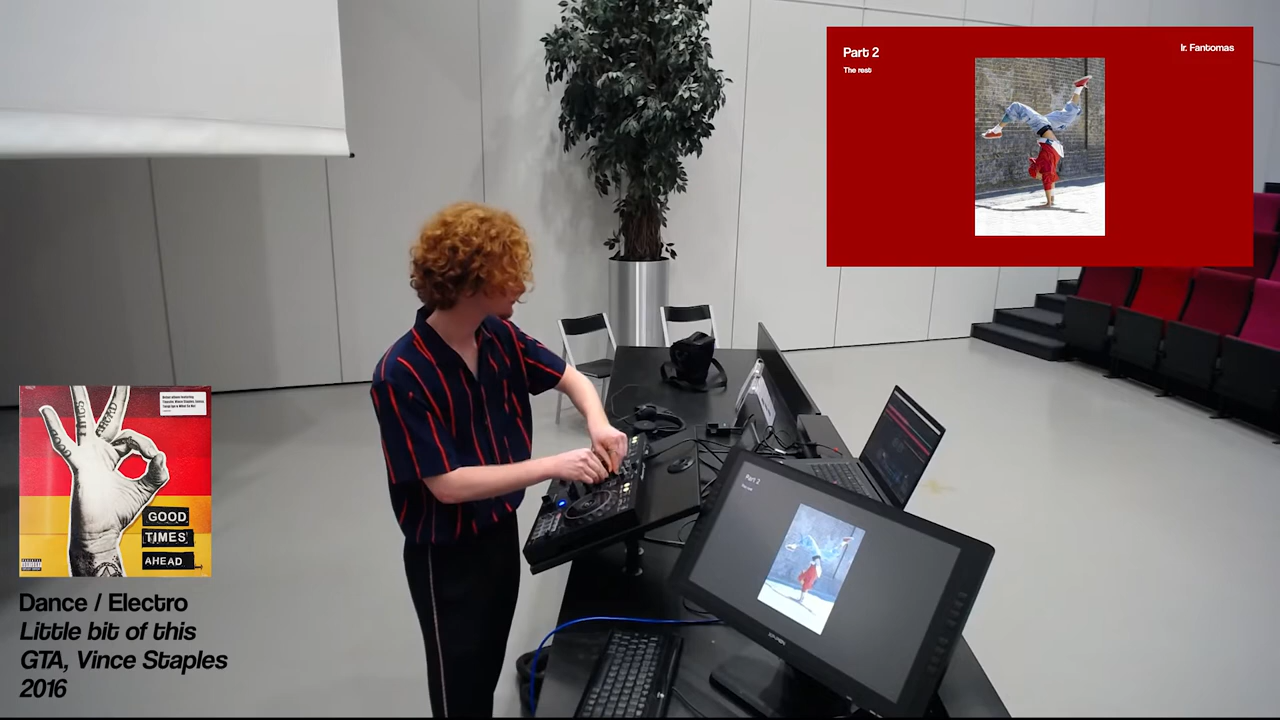 Part 2
The rest
Ir. Fantomas
GOOD
TIMES
AHEAD
Dance / Electro
Little bit of this
GTA, Vince Staples
2016
Part 2